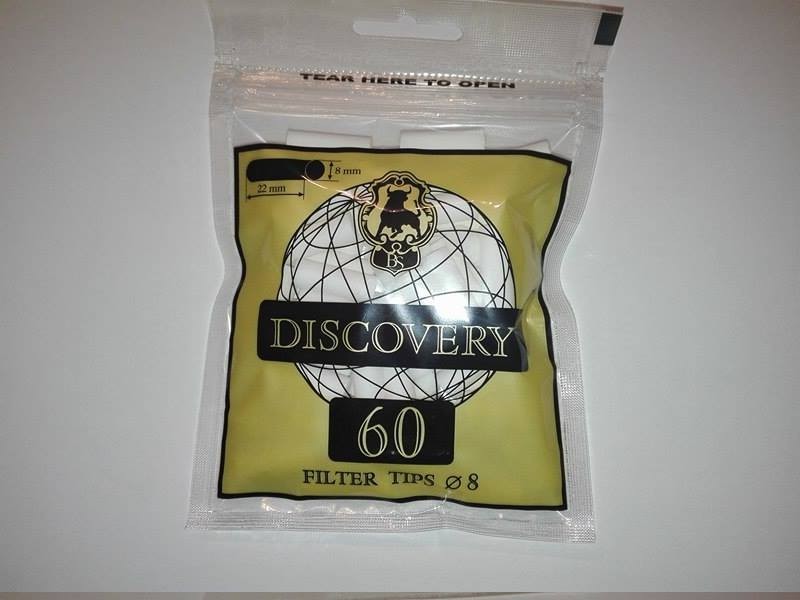 TEAR HERE TO OPEN
8 mm
22 mm
BS
DISCOVERY
60
FILTER TIPS Ø 8